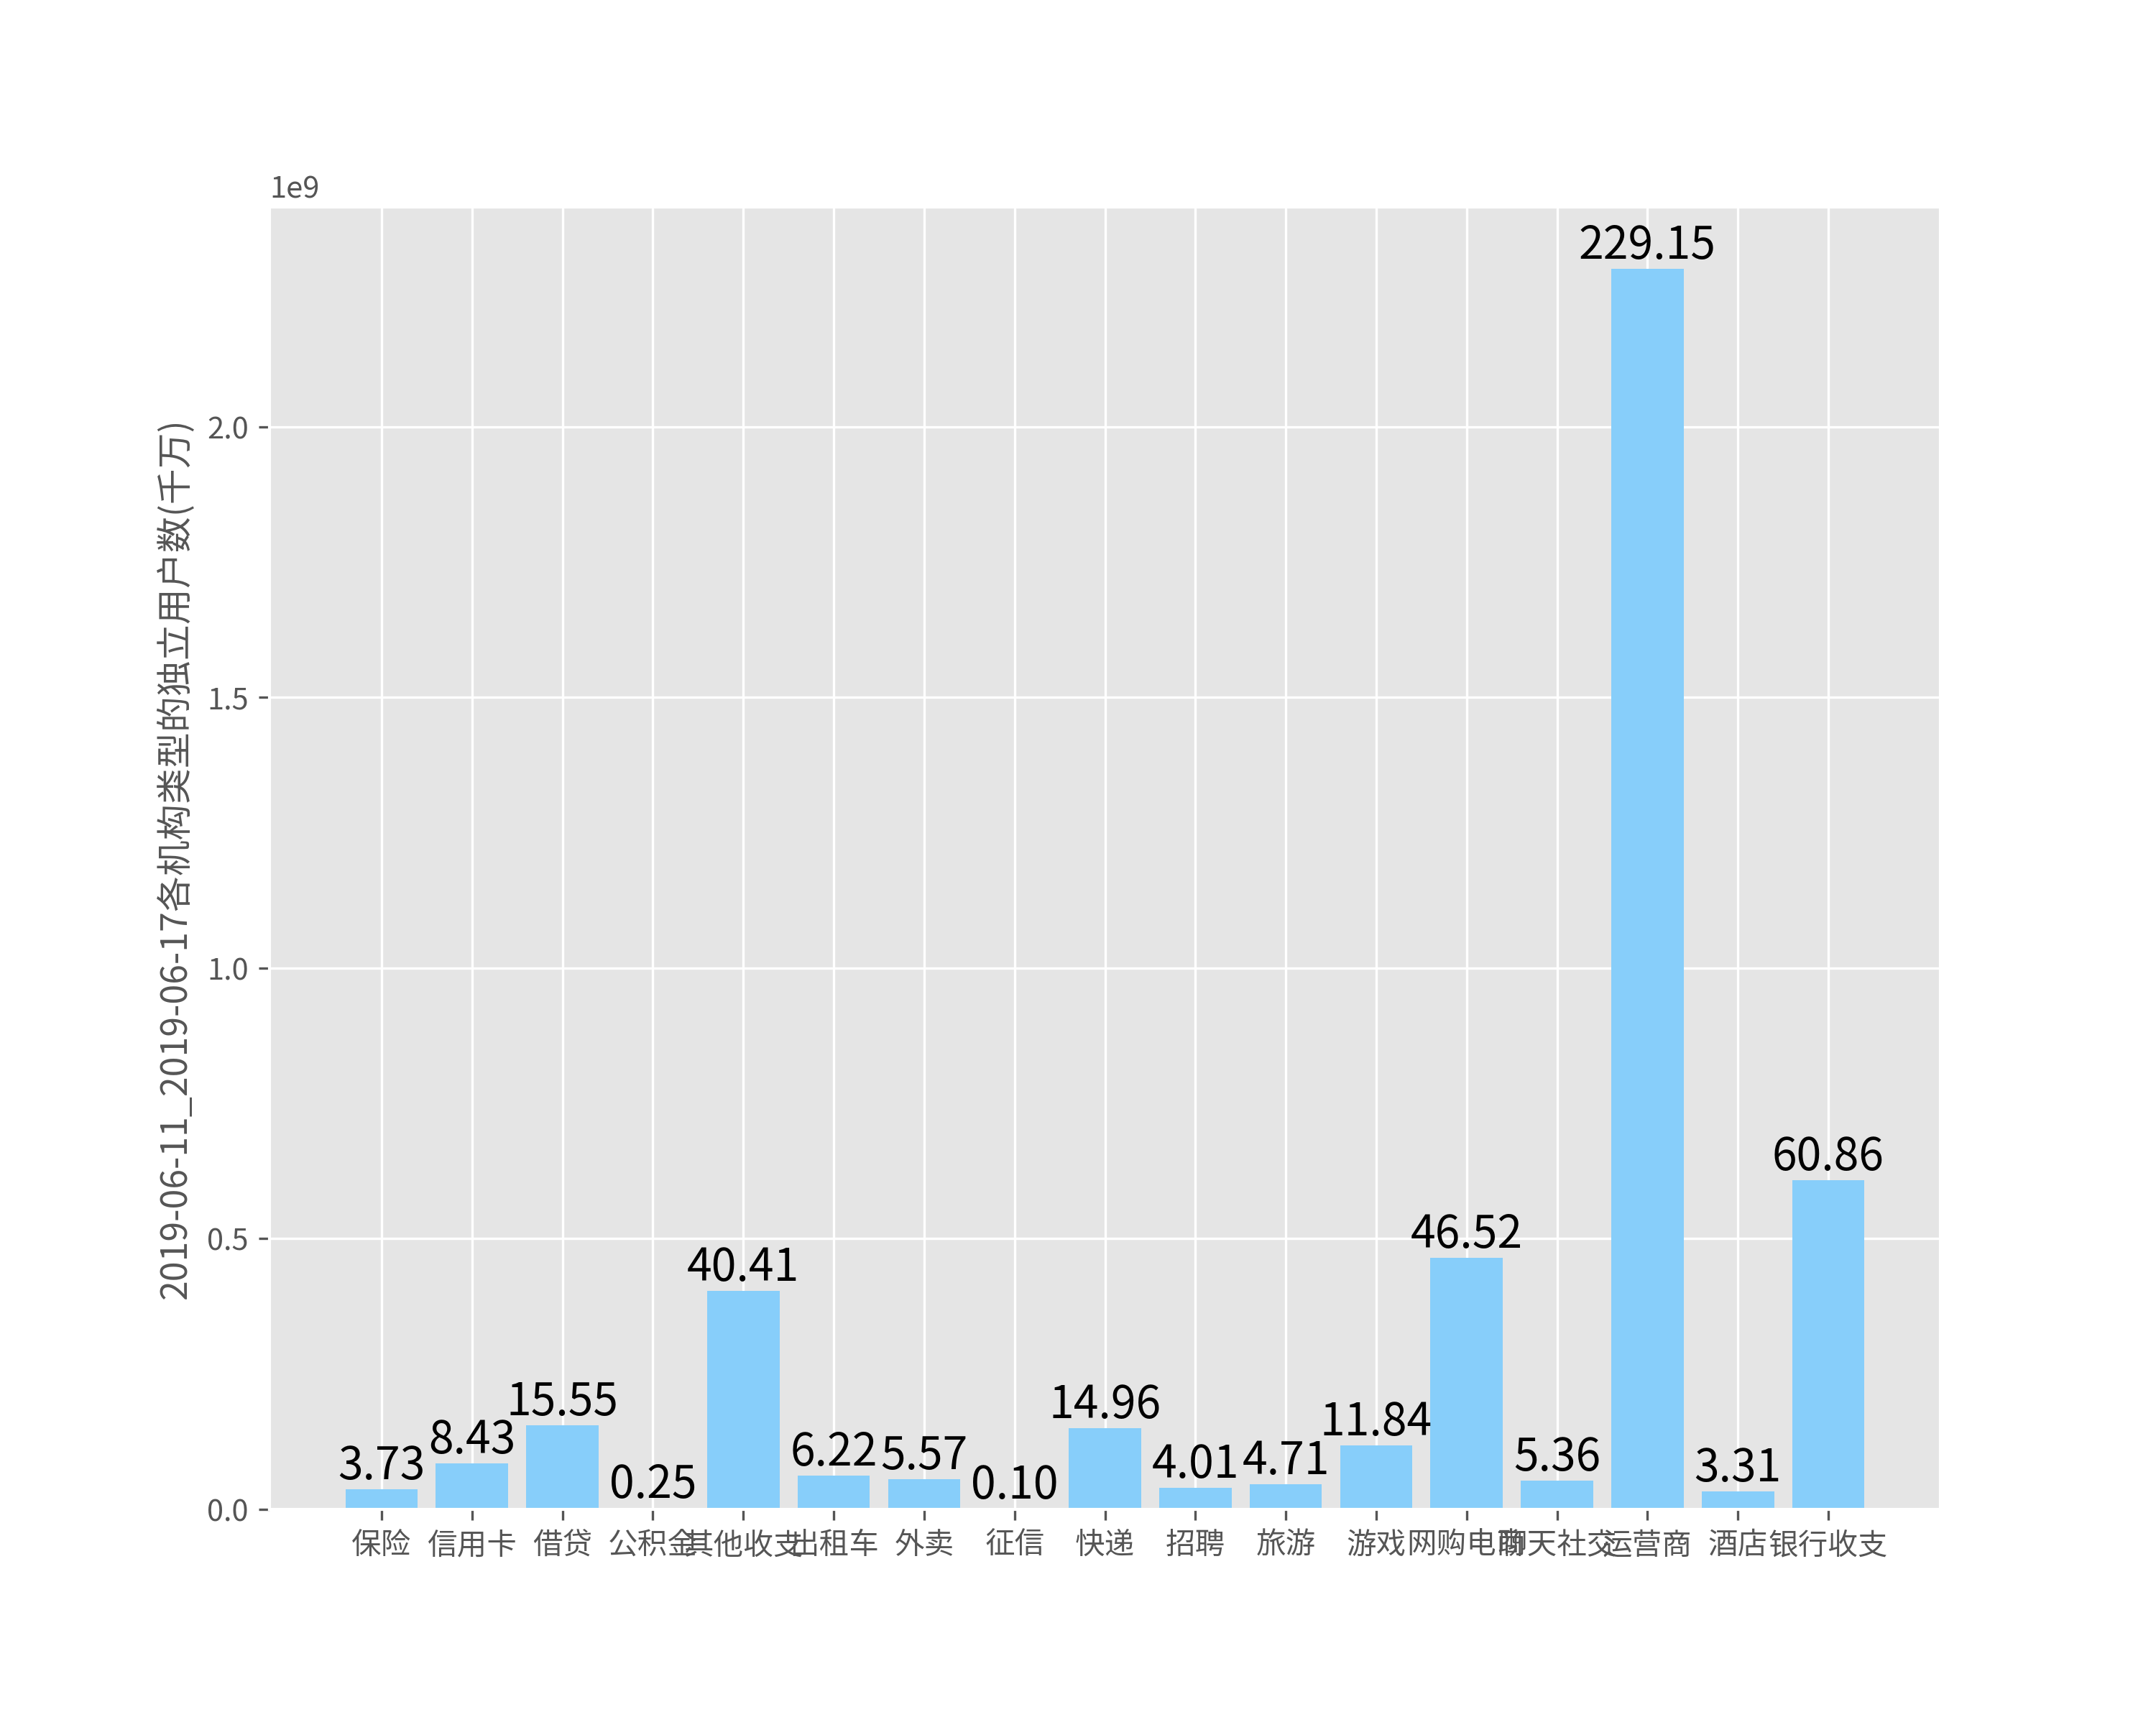 1e9
2019-06-11_2019-06-17各机构类型的独立用户数(千万)
2.0
1.5
1.0
0.5
0.0
3.73
8.43
15.55
0.25
40.41
6.22
5.57
0.10
14.96
4.01
4.71
11.84
46.52
5.36
229.15
3.31
60.86
保险
信用卡
借贷
公积金
其他收支
出租车
外卖
征信
快递
招聘
旅游
游戏
网购电商
聊天社交
运营商
酒店
银行收支